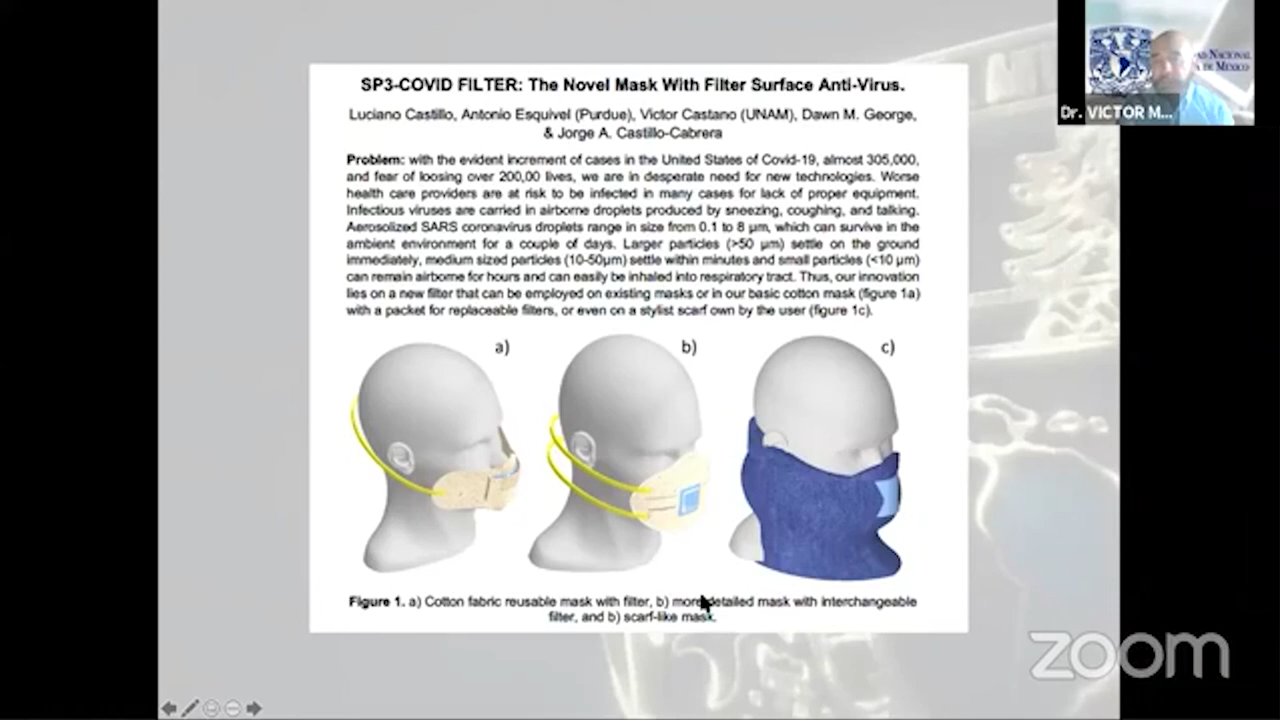 SP3-COVID FILTER: The Novel Mask With Filter Surface Anti-Virus.
Luciano Castillo, Antonio Esquivel (Purdue), Victor Castano (UNAM), Dawn M. George,
& Jorge A. Castillo-Cabrera
Problem: with the evident increment of cases in the United States of Covid-19, almost 305,000,
and fear of loosing over 200,00 lives, we are in desperate need for new technologies. Worse
health care providers are at risk to be infected in many cases for lack of proper equipment.
Infectious viruses are carried in airborne droplets produced by sneezing, coughing, and talking.
Aerosolized SARS coronavirus droplets range in size from 0.1 to 8 μm, which can survive in the
ambient environment for a couple of days. Larger particles (>50 μm) settle on the ground
immediately, medium sized particles (10-50μm) settle within minutes and small particles (<10 μm)
can remain airborne for hours and can easily be inhaled into respiratory tract. Thus, our innovation
lies on a new filter that can be employed on existing masks or in our basic cotton mask (figure 1a)
with a packet for replaceable filters, or even on a stylist scarf own by the user (figure 1c).
a)
b)
c)
Figure 1. a) Cotton fabric reusable mask with filter, b) more detailed mask with interchangeable
filter, and b) scarf-like mask.
AD NACIONAL
A DE MÉXICO
Dr. VICTOR M...
zoom